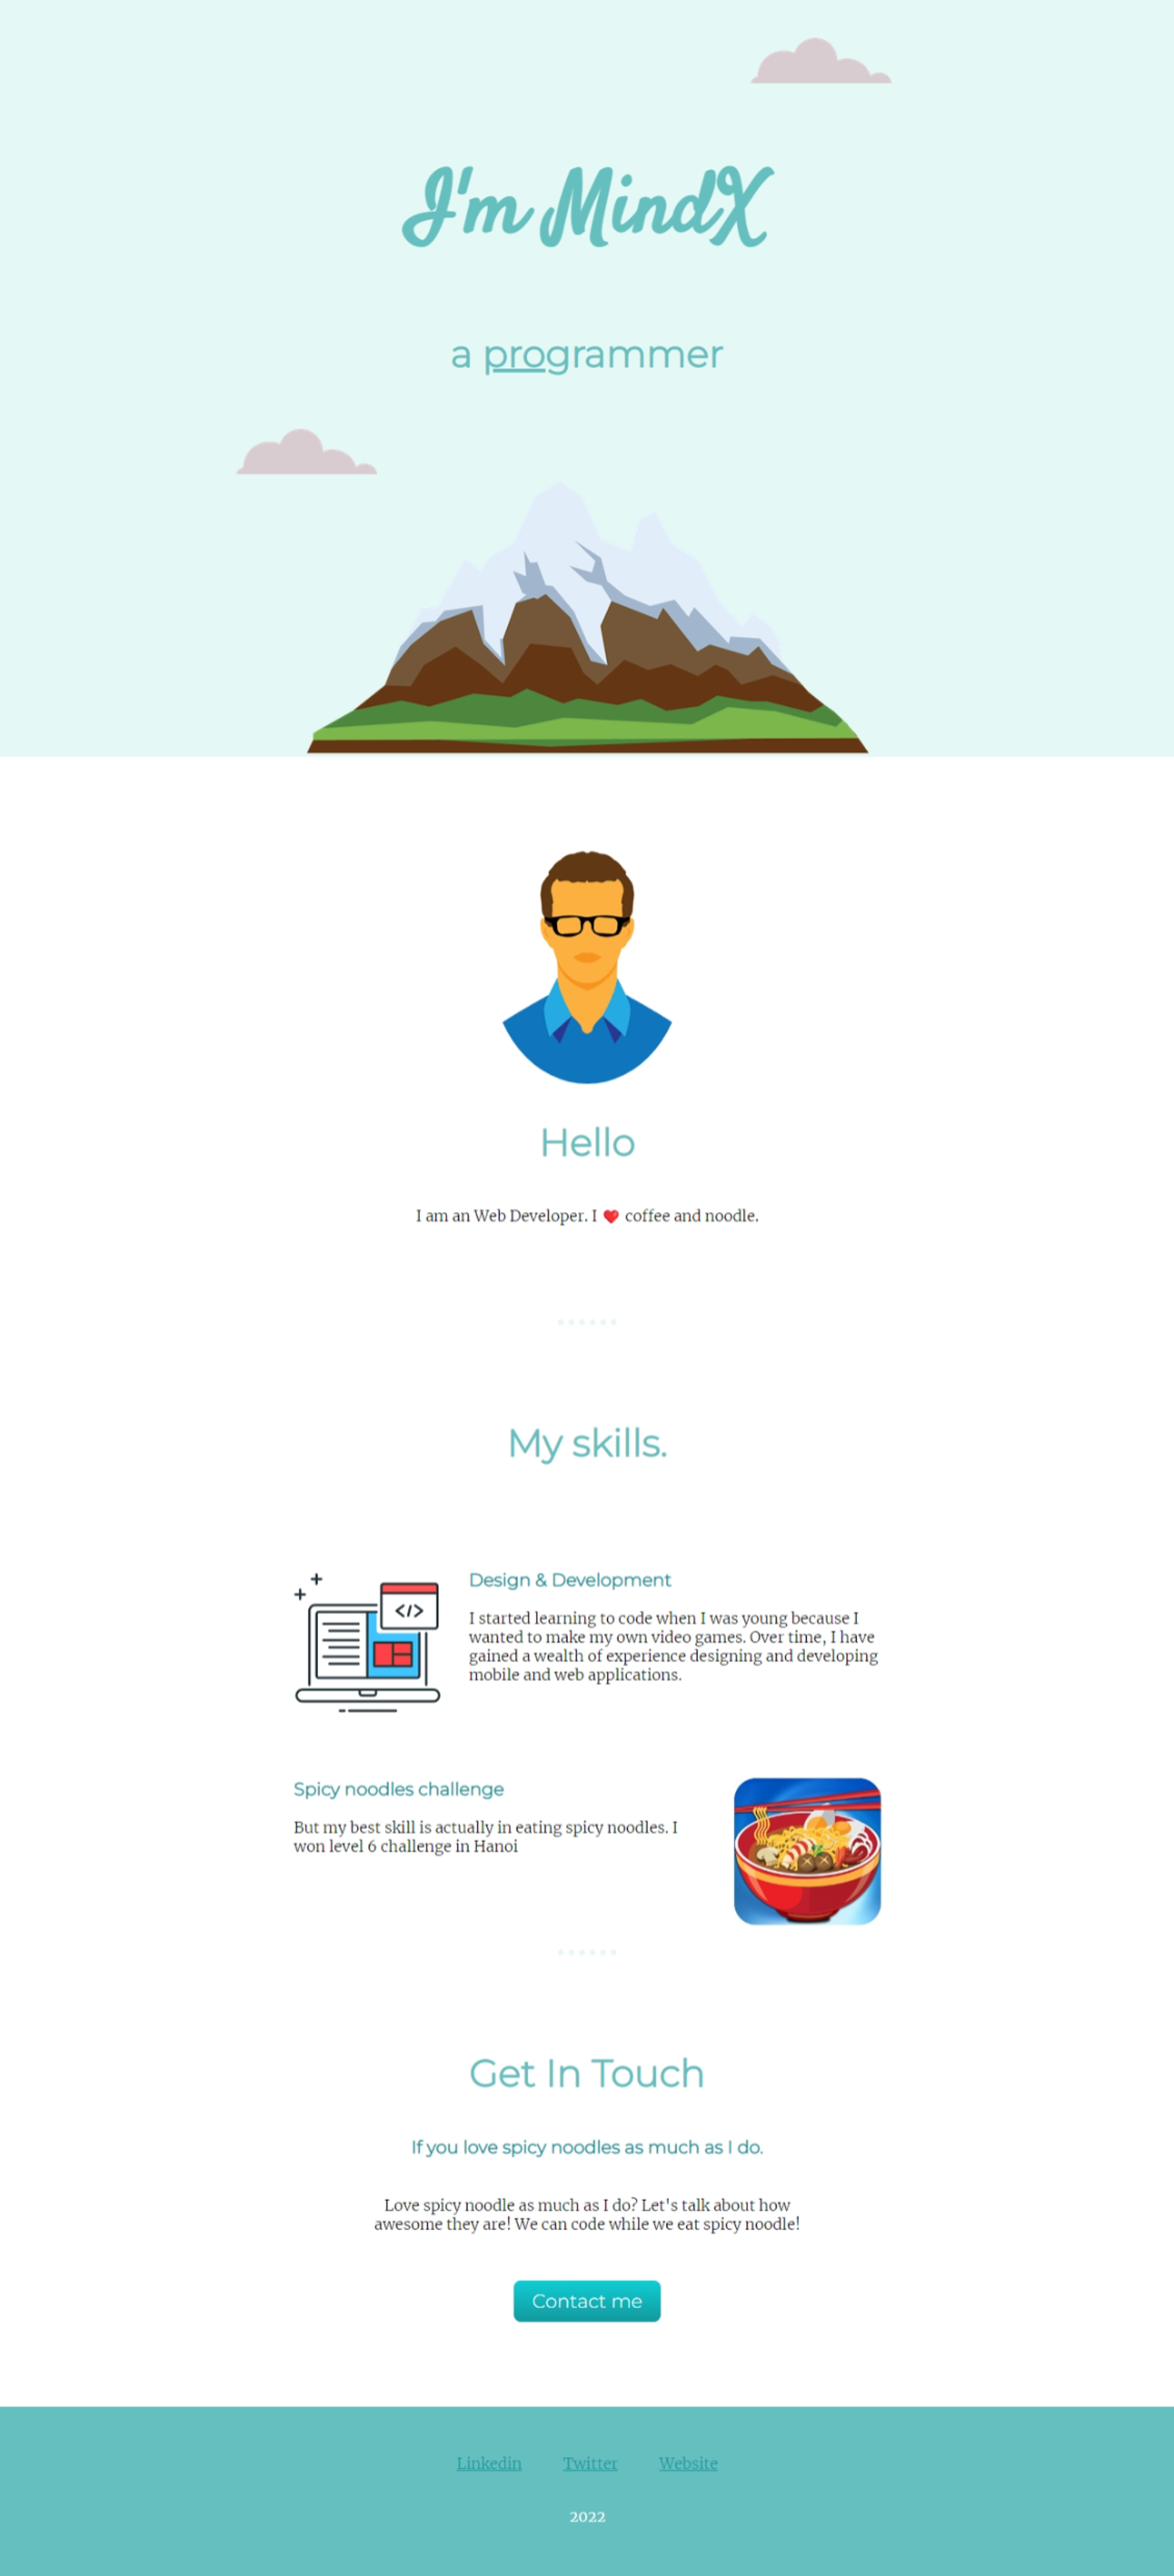 I'm MindX
a programmer
Hello
I am an Web Developer. I ❤ coffee and noodle.
My skills.
</>
Design & Development
I started learning to code when I was young because I
wanted to make my own video games. Over time, I have
gained a wealth of experience designing and developing
mobile and web applications.
Spicy noodles challenge
But my best skill is actually in eating spicy noodles. I
won level 6 challenge in Hanoi
Get In Touch
If you love spicy noodles as much as I do.
Love spicy noodle as much as I do? Let's talk about how
awesome they are! We can code while we eat spicy noodle!
Contact me
Linkedin Twitter Website
2022